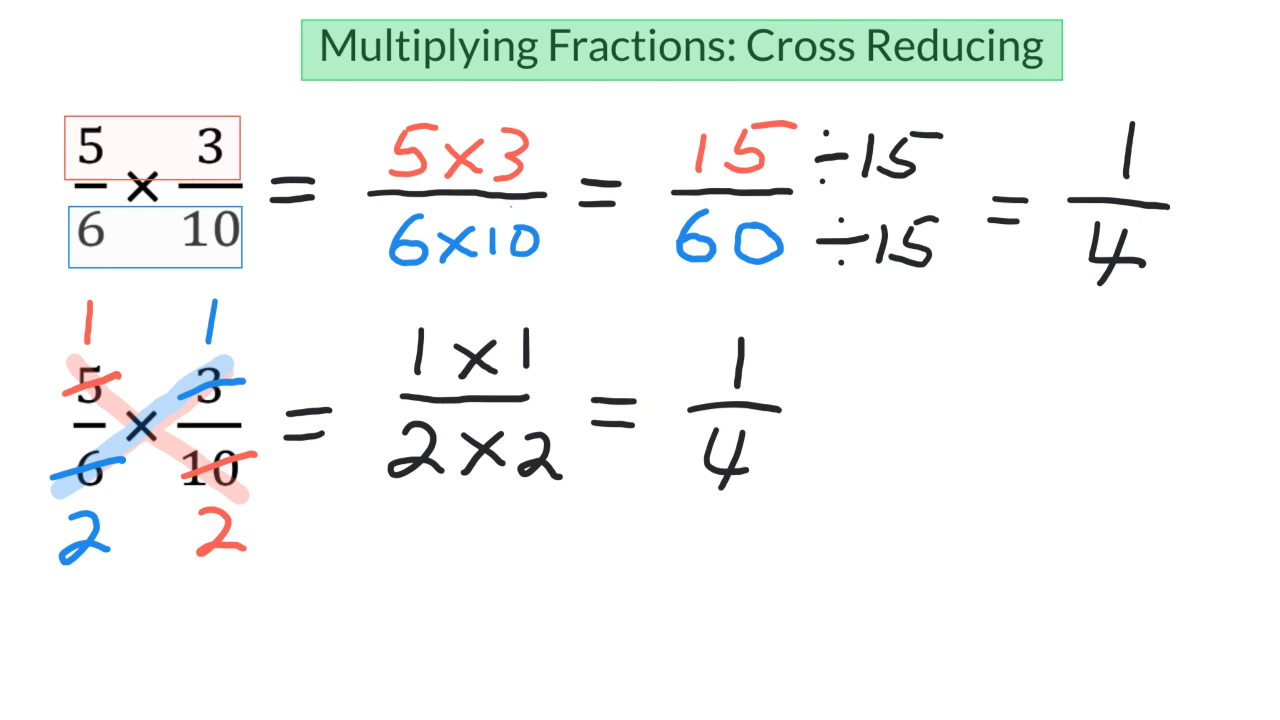 Multiplying Fractions: Cross Reducing
5/6 × 3/10 = 5×3/6×10 = 15÷15/60÷15 = 1/4
1 1
5/6 × 3/10 = 1×1/2×2 = 1/4
2 2